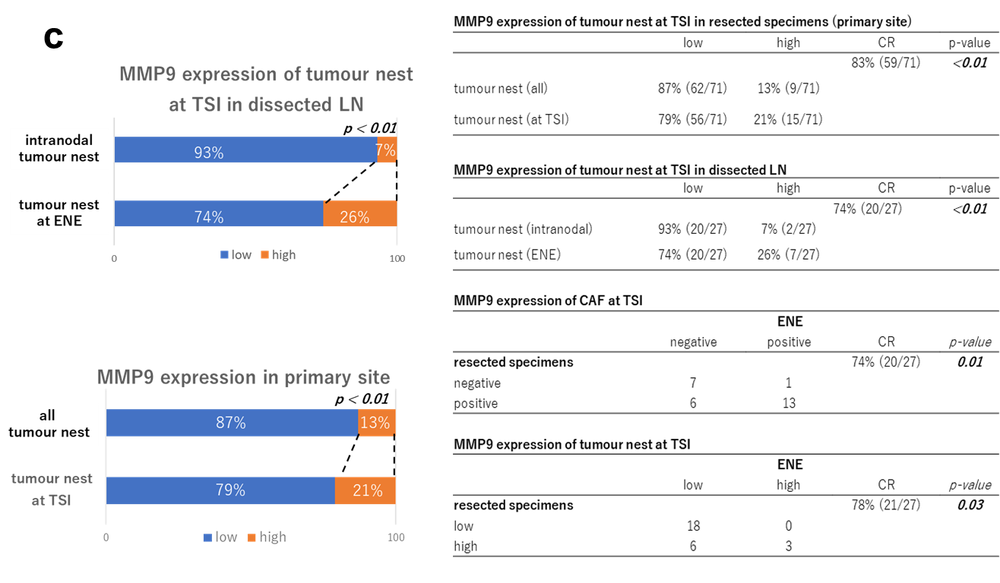 c
MMP9 expression of tumour nest
at TSI in dissected LN
p < 0.01
intranodal
tumour nest
93%
7%
tumour nest
at ENE
74%
26%
low
high
0
100
MMP9 expression in primary site
p < 0.01
all
tumour nest
87%
13%
tumour nest
at TSI
79%
21%
0
low
high
100
MMP9 expression of tumour nest at TSI in resected specimens (primary site)
low high CR p-value
83% (59/71) <0.01
tumour nest (all) 87% (62/71) 13% (9/71)
tumour nest (at TSI) 79% (56/71) 21% (15/71)
MMP9 expression of tumour nest at TSI in dissected LN
low high CR p-value
74% (20/27) <0.01
tumour nest (intranodal) 93% (20/27) 7% (2/27)
tumour nest (ENE) 74% (20/27) 26% (7/27)
MMP9 expression of CAF at TSI
ENE
negative positive CR p-value
resected specimens 74% (20/27) 0.01
negative 7 1
positive 6 13
MMP9 expression of tumour nest at TSI
ENE
low high CR p-value
resected specimens 78% (21/27) 0.03
low 18 0
high 6 3